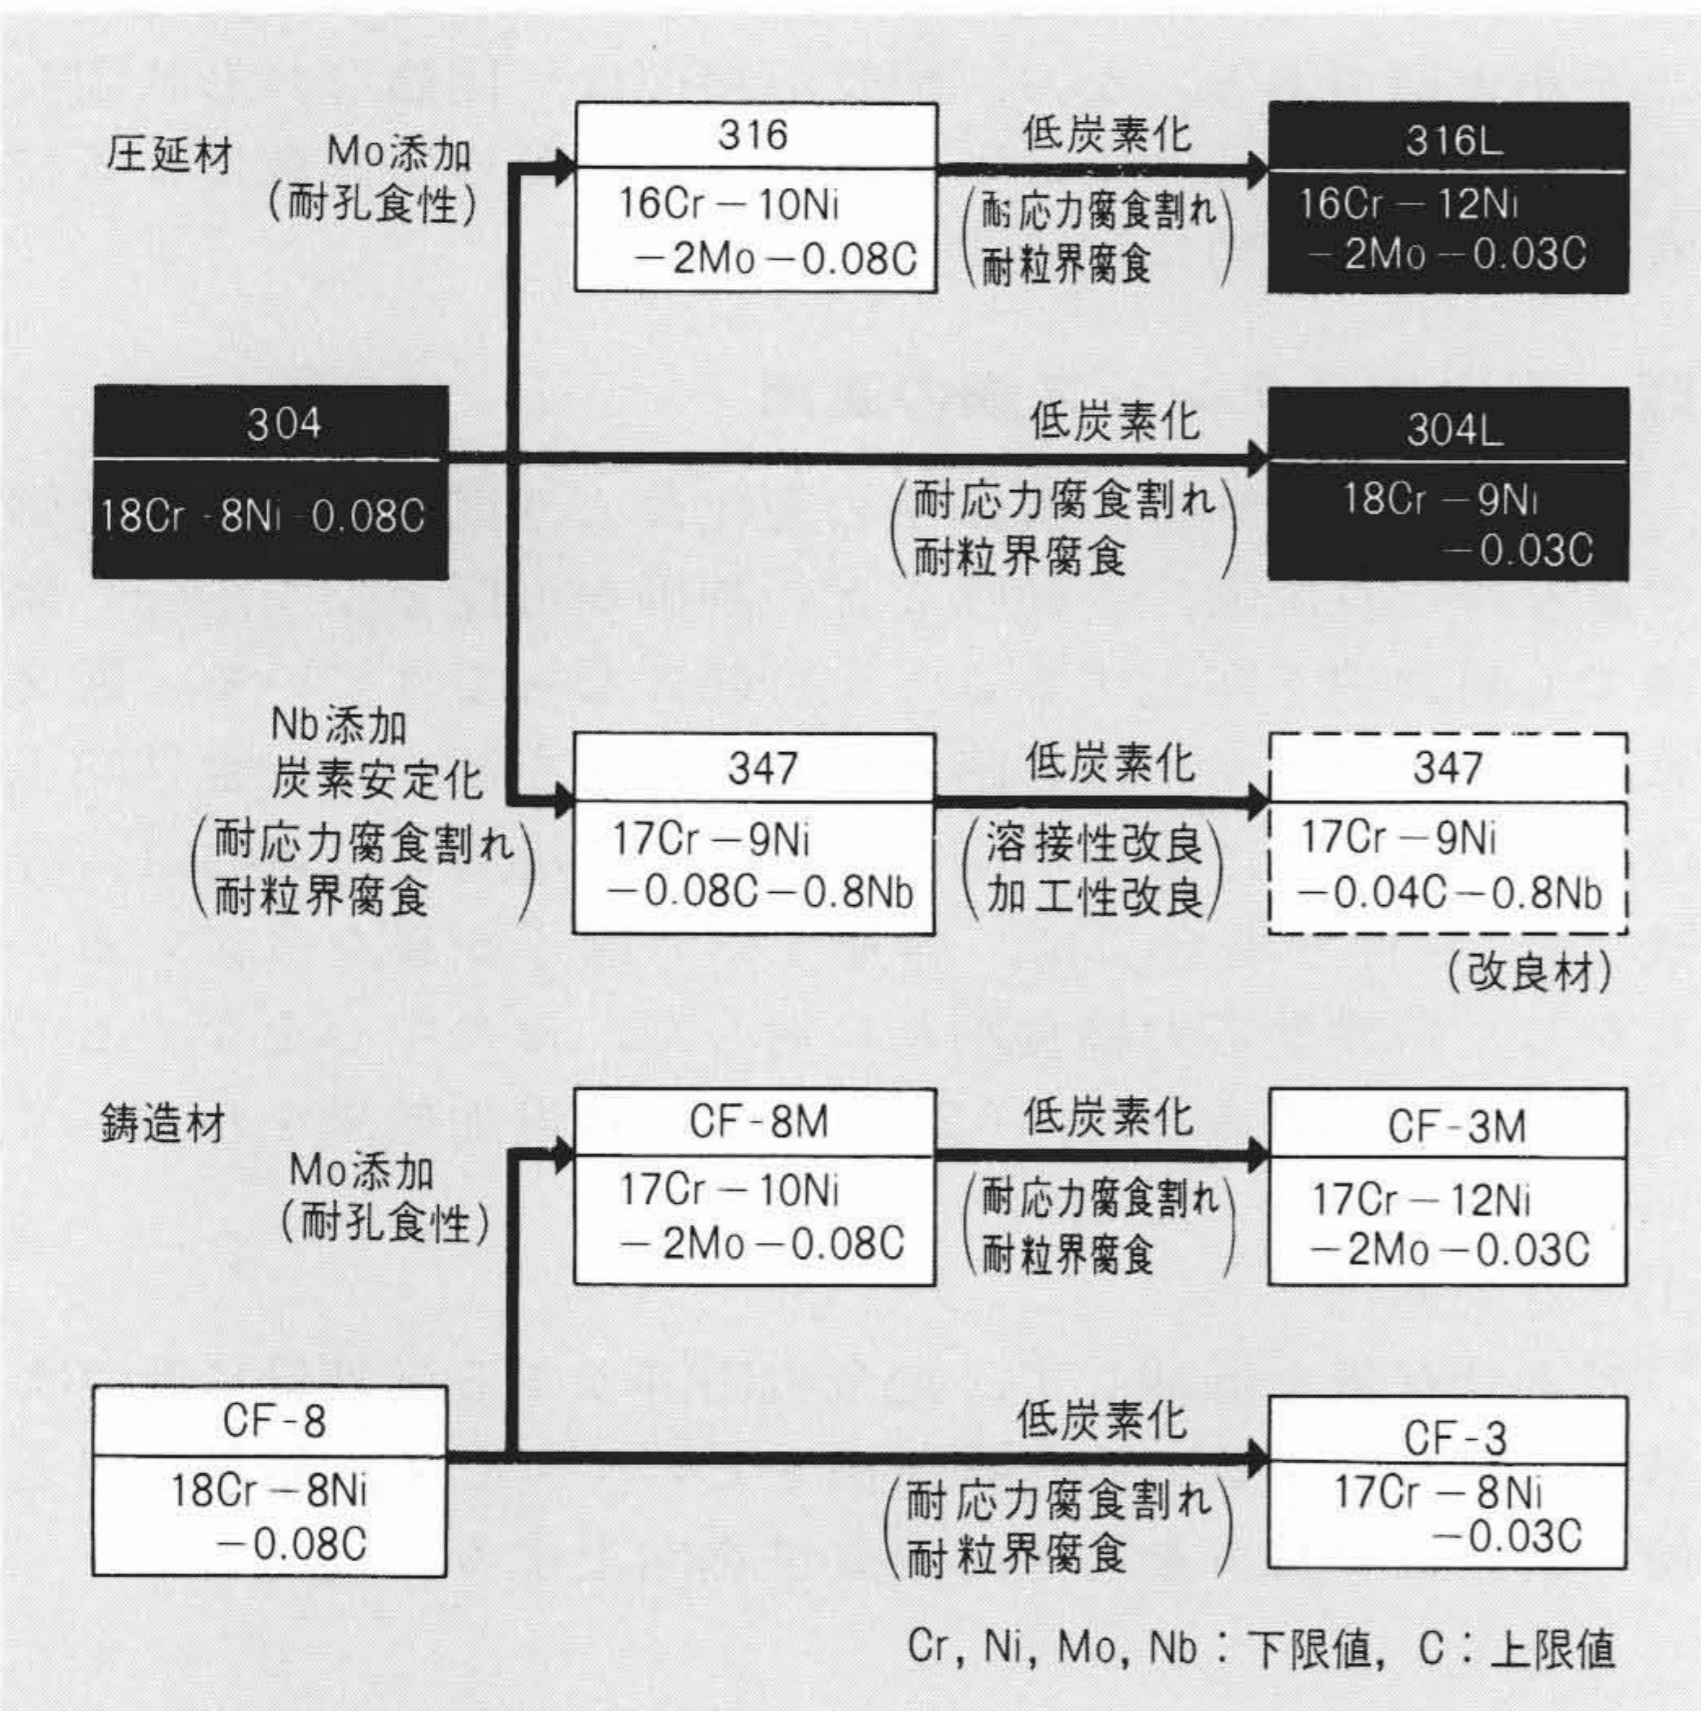 圧延材
Mo添加
(耐孔食性)
316
16Cr－10Ni
－2Mo－0.08C
低炭素化
(耐応力腐食割れ
耐粒界腐食)
316L
16Cr－12Ni
－2Mo－0.03C
304
18Cr-8Ni-0.08C
低炭素化
(耐応力腐食割れ
耐粒界腐食)
304L
18Cr－9Ni
－0.03C
Nb添加
炭素安定化
(耐応力腐食割れ
耐粒界腐食)
347
17Cr－9Ni
－0.08C－0.8Nb
低炭素化
(溶接性改良
加工性改良)
347
17Cr－9Ni
－0.04C－0.8Nb
(改良材)
鋳造材
Mo添加
(耐孔食性)
CF-8M
17Cr－10Ni
－2Mo－0.08C
低炭素化
(耐応力腐食割れ
耐粒界腐食)
CF-3M
17Cr－12Ni
－2Mo－0.03C
CF-8
18Cr－8Ni
－0.08C
低炭素化
(耐応力腐食割れ
耐粒界腐食)
CF-3
17Cr－8Ni
－0.03C
Cr, Ni, Mo, Nb：下限値, C：上限値